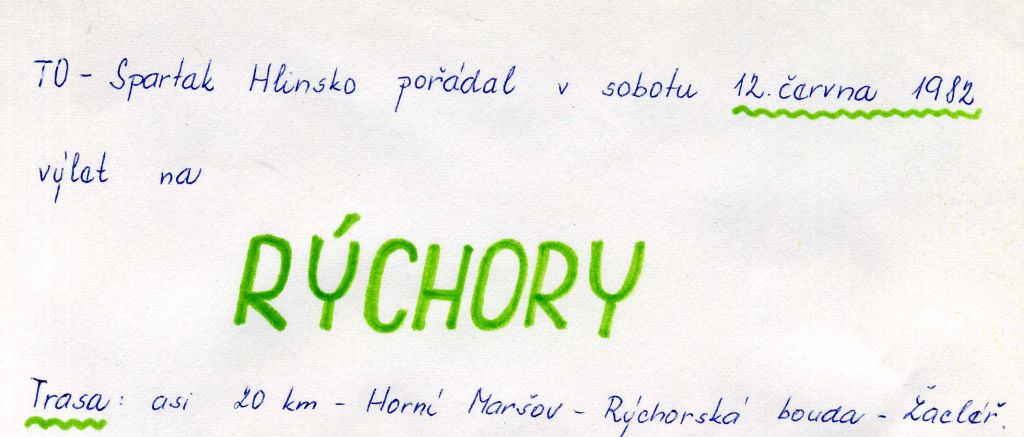 TO - Spartak Hlinsko pořádal v sobotu 12. června 1982
výlet na
RÝCHORY
Trasa: asi 20 km - Horní Maršov - Rýchorská bouda - Žacléř.